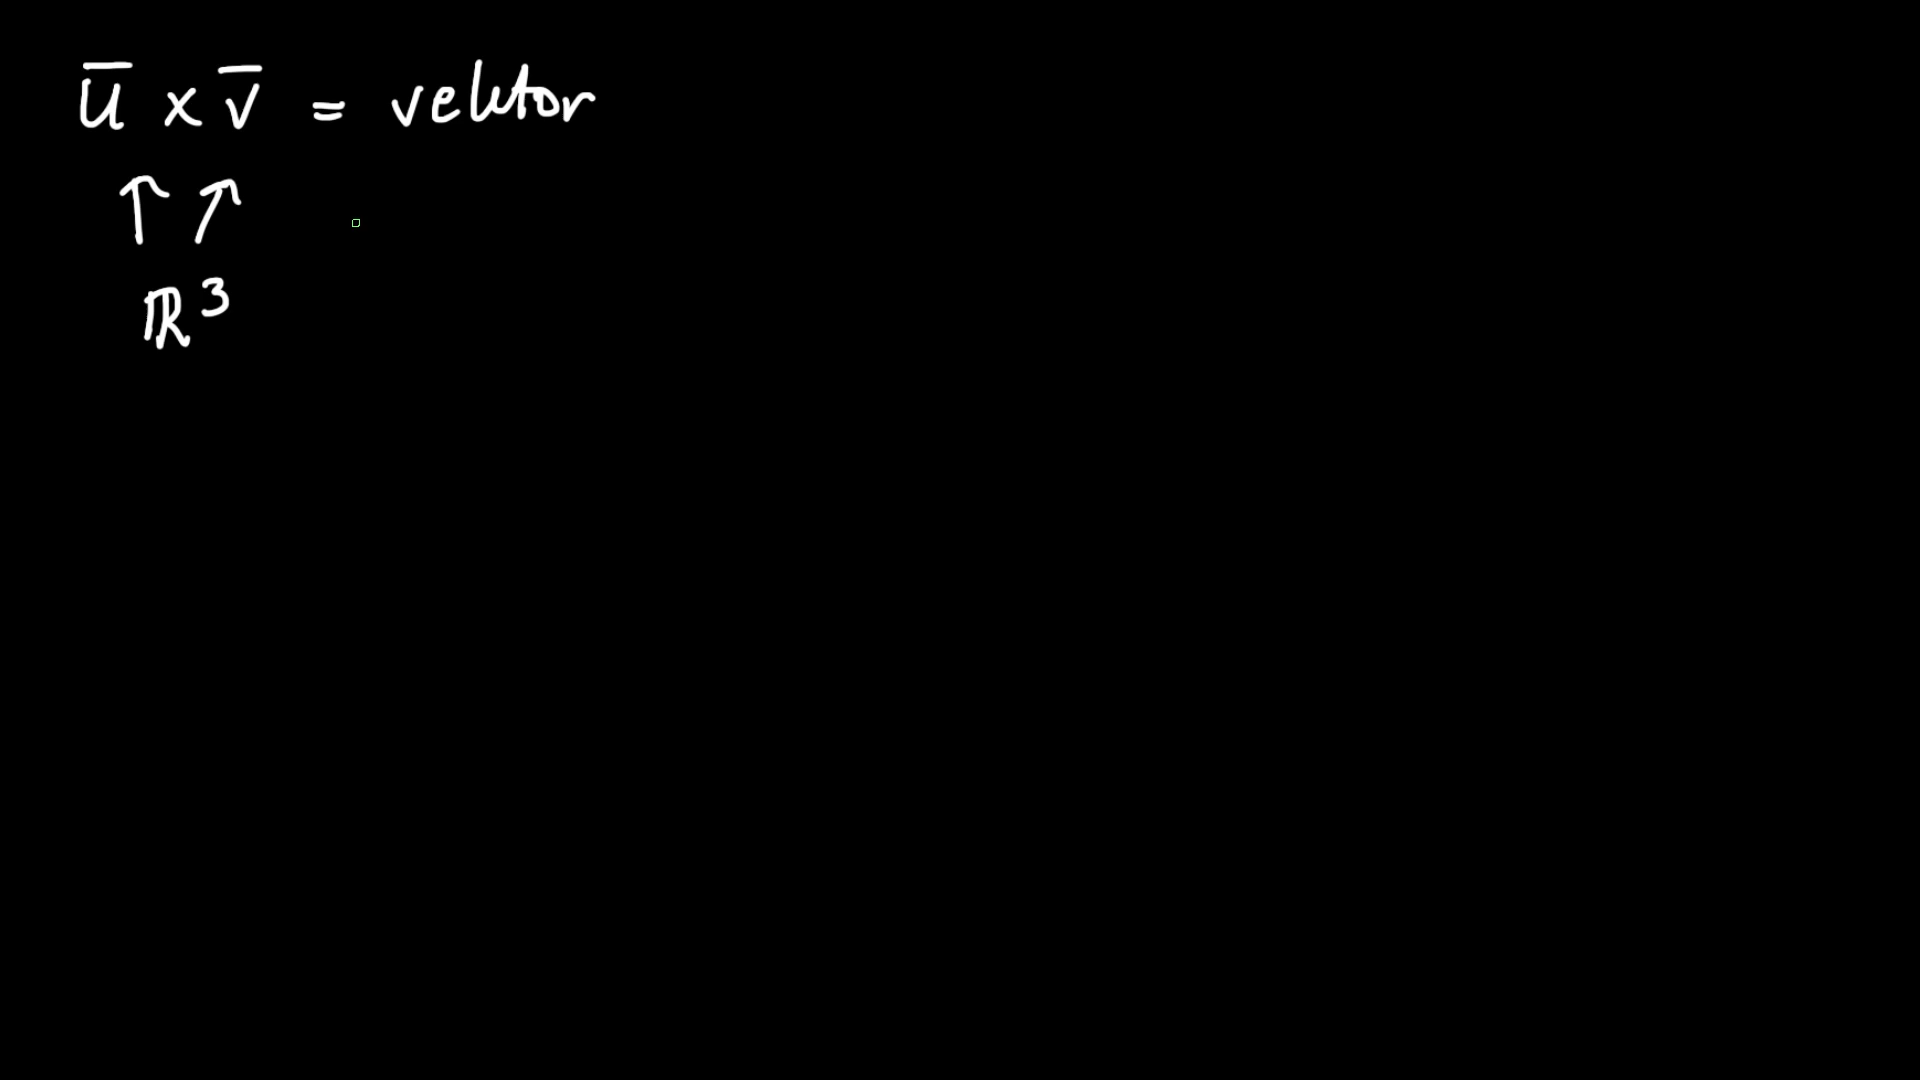 ū × v̄ = vektor
↑ ↗
ℝ³